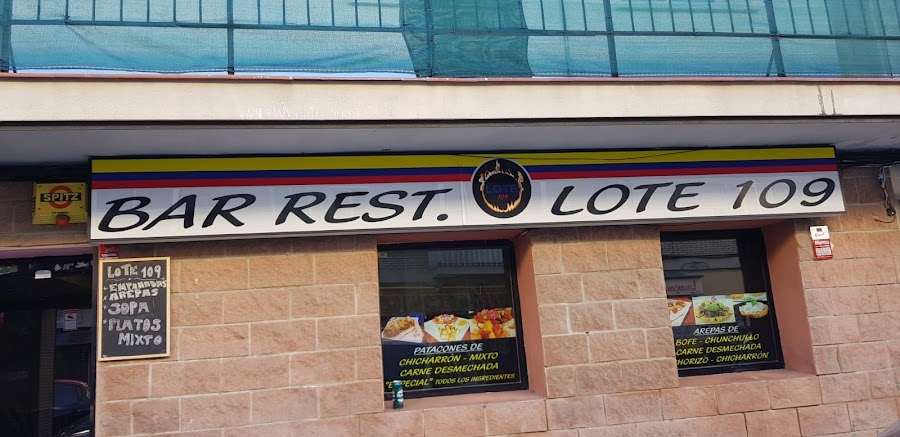 BAR REST.
LOTE 109
LOTE 109
SPITZ
LOTE 109
- EMPANADAS
AREPAS
- SOPA
- PLATOS
MIXTO
PATACONES DE
CHICHARRÓN - MIXTO
CARNE DESMECHADA
"ESPECIAL" TODOS LOS INGREDIENTES
AREPAS DE
BOFE - CHUNCHULLO
CARNE DESMECHADA
HORIZO - CHICHARRÓN